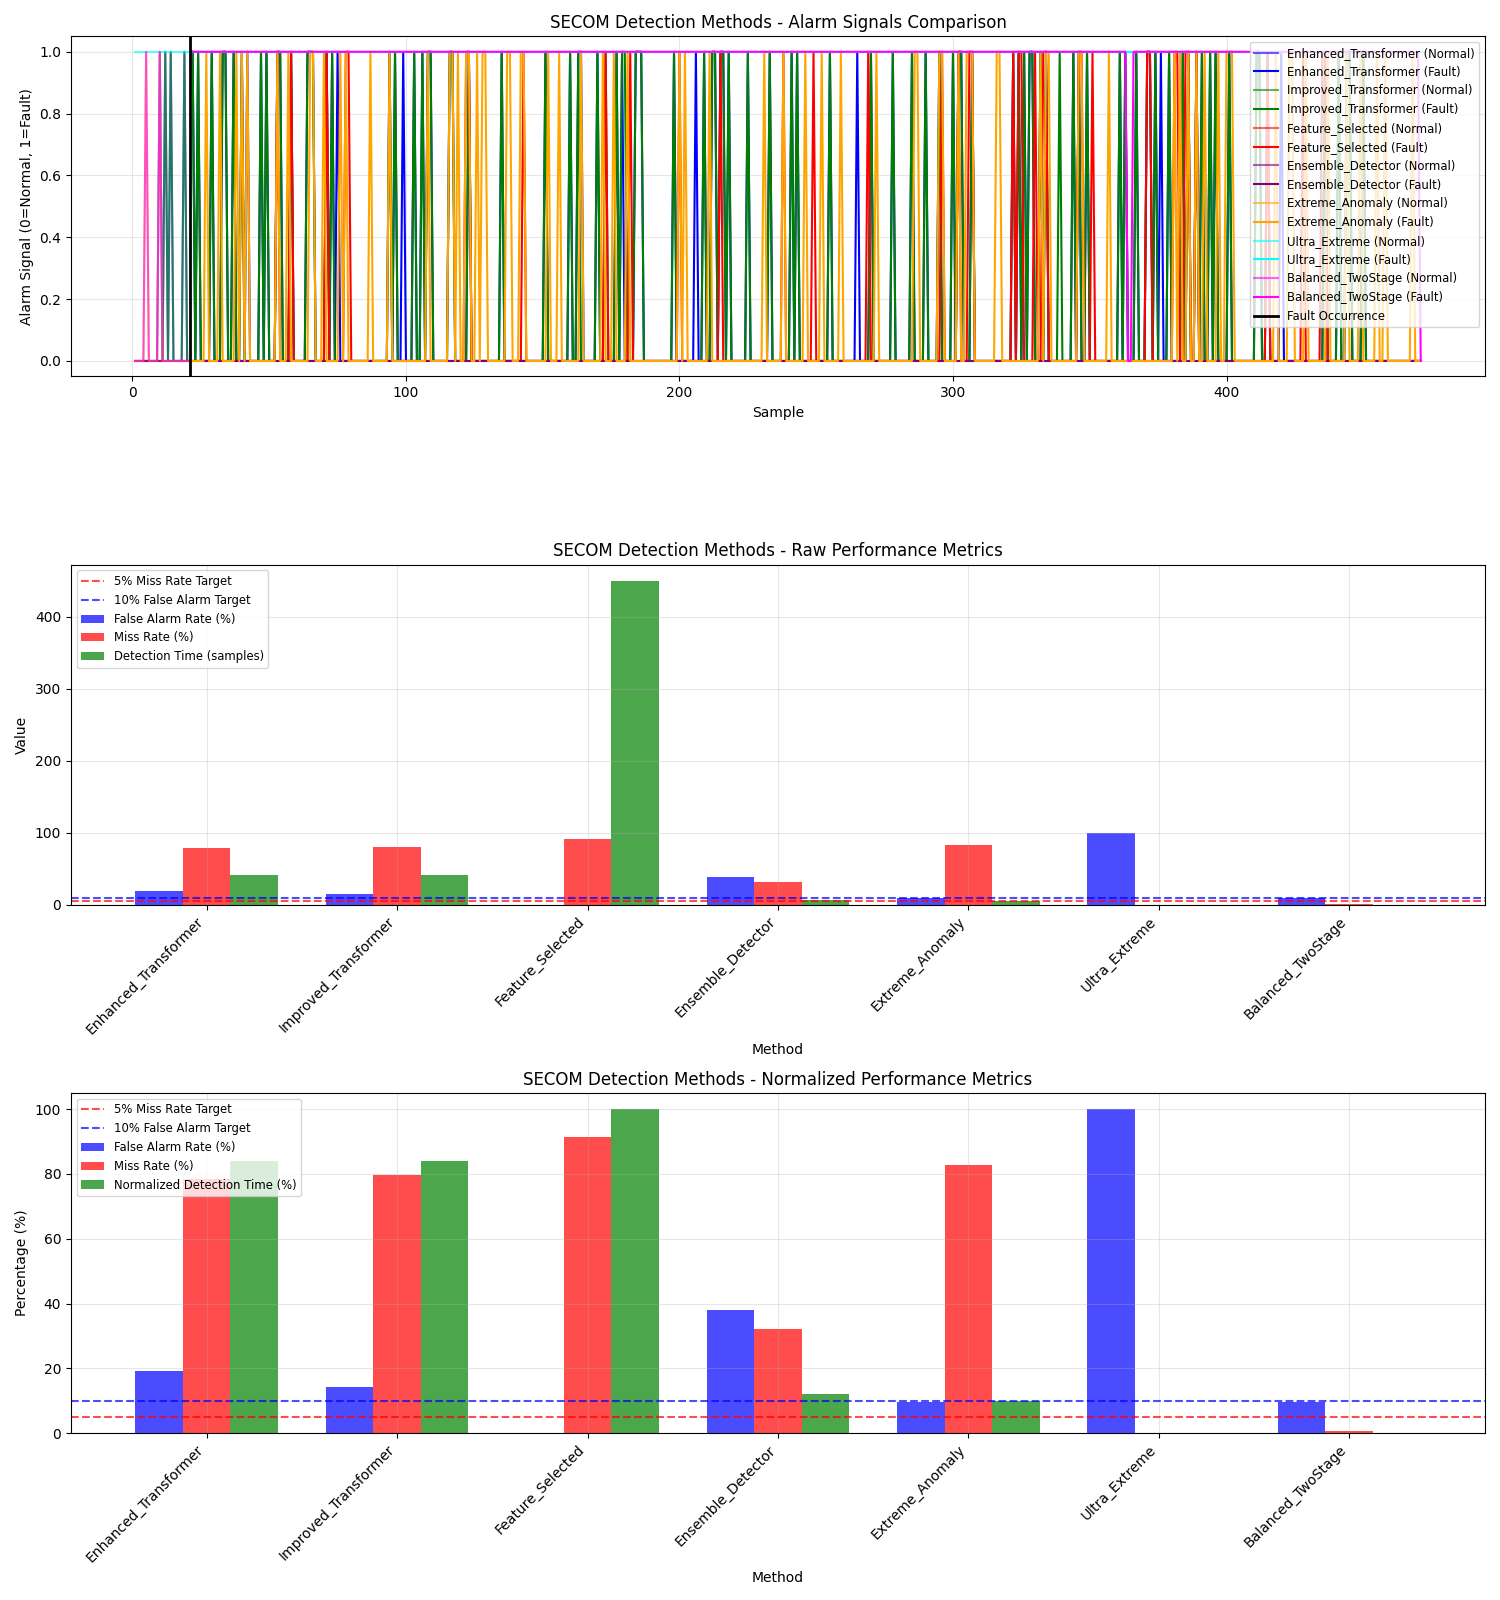 SECOM Detection Methods - Alarm Signals Comparison
Alarm Signal (0=Normal, 1=Fault)
1.0
0.8
0.6
0.4
0.2
0.0
Enhanced_Transformer (Normal)
Enhanced_Transformer (Fault)
Improved_Transformer (Normal)
Improved_Transformer (Fault)
Feature_Selected (Normal)
Feature_Selected (Fault)
Ensemble_Detector (Normal)
Ensemble_Detector (Fault)
Extreme_Anomaly (Normal)
Extreme_Anomaly (Fault)
Ultra_Extreme (Normal)
Ultra_Extreme (Fault)
Balanced_TwoStage (Normal)
Balanced_TwoStage (Fault)
Fault Occurrence
0 100 200 300 400
Sample
SECOM Detection Methods - Raw Performance Metrics
Value
400
300
200
100
0
5% Miss Rate Target
10% False Alarm Target
False Alarm Rate (%)
Miss Rate (%)
Detection Time (samples)
Enhanced_Transformer
Improved_Transformer
Feature_Selected
Ensemble_Detector
Extreme_Anomaly
Ultra_Extreme
Balanced_TwoStage
Method
SECOM Detection Methods - Normalized Performance Metrics
Percentage (%)
100
80
60
40
20
0
5% Miss Rate Target
10% False Alarm Target
False Alarm Rate (%)
Miss Rate (%)
Normalized Detection Time (%)
Enhanced_Transformer
Improved_Transformer
Feature_Selected
Ensemble_Detector
Extreme_Anomaly
Ultra_Extreme
Balanced_TwoStage
Method